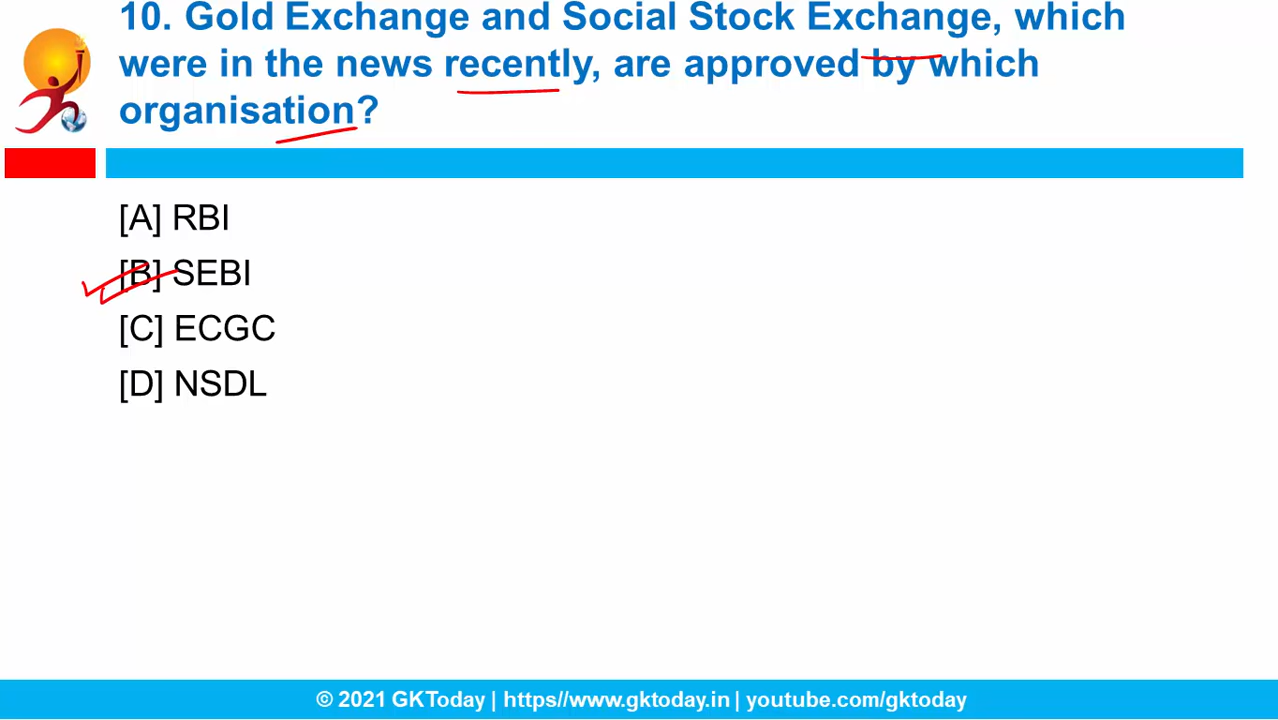 10. Gold Exchange and Social Stock Exchange, which
were in the news recently, are approved by which
organisation?
[A] RBI
[B] SEBI
[C] ECGC
[D] NSDL
© 2021 GKToday | https//www.gktoday.in | youtube.com/gktoday